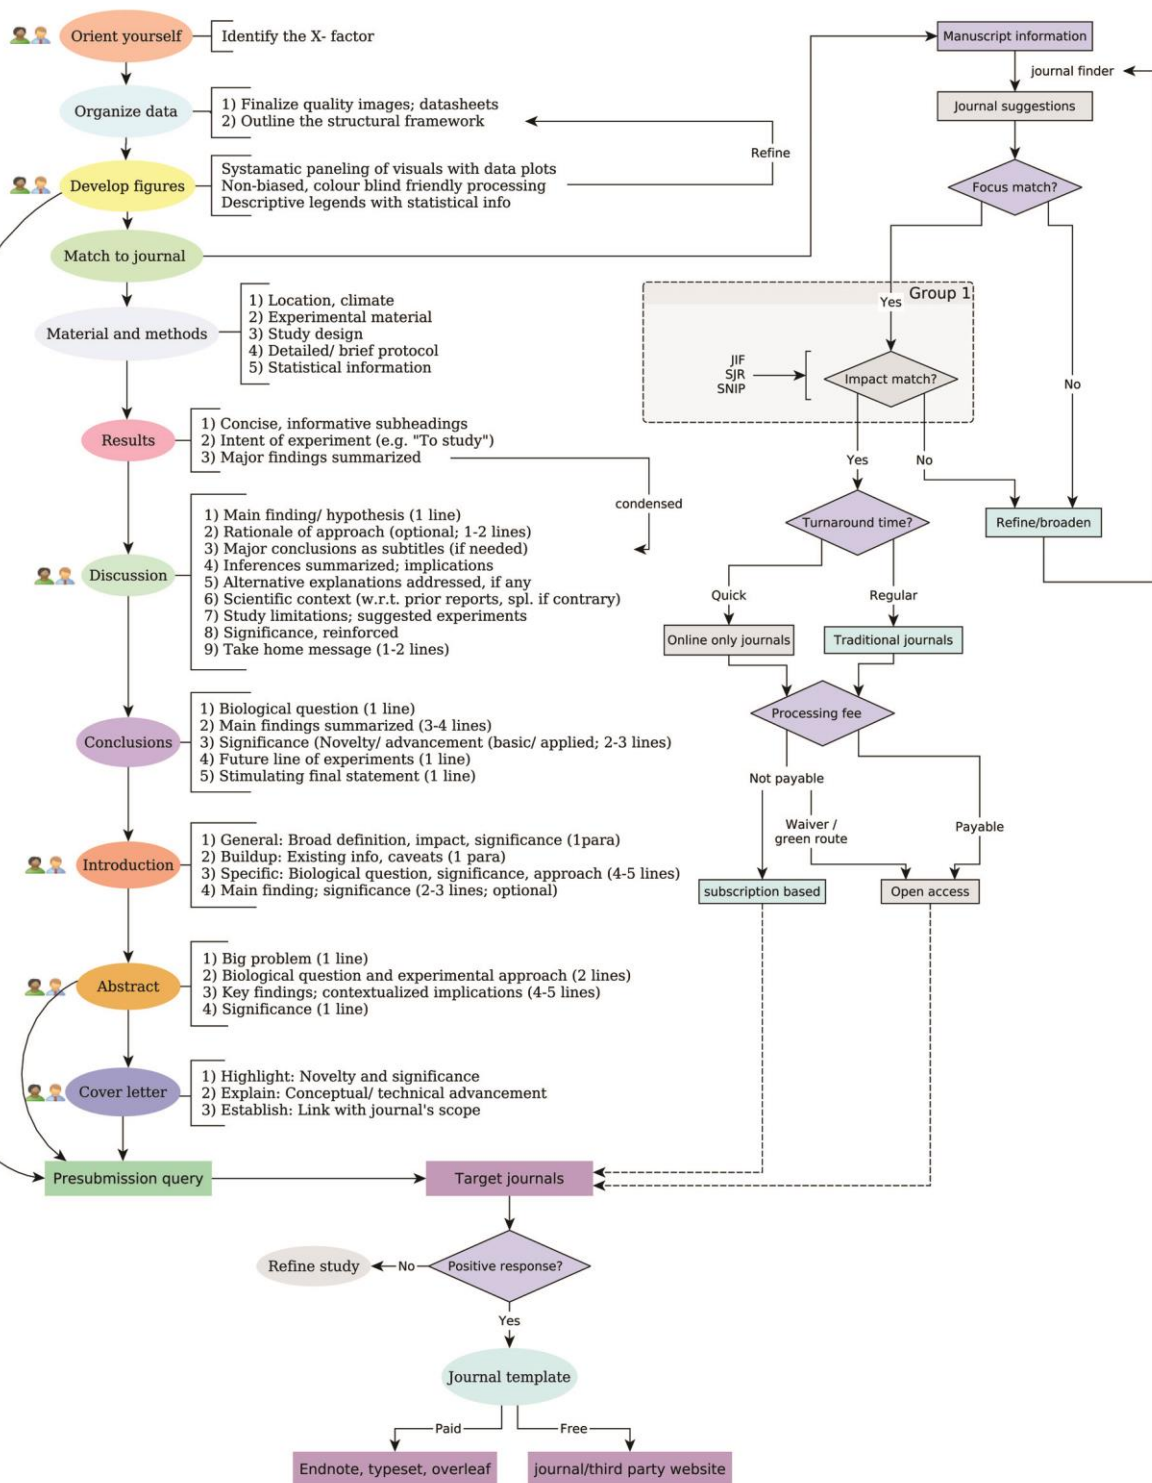 Orient yourself
Identify the X- factor
Organize data
1) Finalize quality images; datasheets
2) Outline the structural framework
Refine
Develop figures
Systematic paneling of visuals with data plots
Non-biased, colour blind friendly processing
Descriptive legends with statistical info
Match to journal
Material and methods
1) Location, climate
2) Experimental material
3) Study design
4) Detailed/ brief protocol
5) Statistical information
Results
1) Concise, informative subheadings
2) Intent of experiment (e.g. "To study")
3) Major findings summarized
condensed
Discussion
1) Main finding/ hypothesis (1 line)
2) Rationale of approach (optional; 1-2 lines)
3) Major conclusions as subtitles (if needed)
4) Inferences summarized; implications
5) Alternative explanations addressed, if any
6) Scientific context (w.r.t. prior reports, spl. if contrary)
7) Study limitations; suggested experiments
8) Significance, reinforced
9) Take home message (1-2 lines)
Conclusions
1) Biological question (1 line)
2) Main findings summarized (3-4 lines)
3) Significance (Novelty/ advancement (basic/ applied; 2-3 lines)
4) Future line of experiments (1 line)
5) Stimulating final statement (1 line)
Introduction
1) General: Broad definition, impact, significance (1para)
2) Buildup: Existing info, caveats (1 para)
3) Specific: Biological question, significance, approach (4-5 lines)
4) Main finding; significance (2-3 lines; optional)
Abstract
1) Big problem (1 line)
2) Biological question and experimental approach (2 lines)
3) Key findings; contextualized implications (4-5 lines)
4) Significance (1 line)
Cover letter
1) Highlight: Novelty and significance
2) Explain: Conceptual/ technical advancement
3) Establish: Link with journal's scope
Presubmission query
Manuscript information
journal finder
Journal suggestions
Focus match?
Group 1
Yes
No
JIF
SJR
SNIP
Impact match?
Yes
No
Turnaround time?
Refine/broaden
Quick
Regular
Online only journals
Traditional journals
Processing fee
Not payable
Waiver /
green route
Payable
subscription based
Open access
Target journals
Positive response?
No
Refine study
Yes
Journal template
Paid
Free
Endnote, typeset, overleaf
journal/third party website